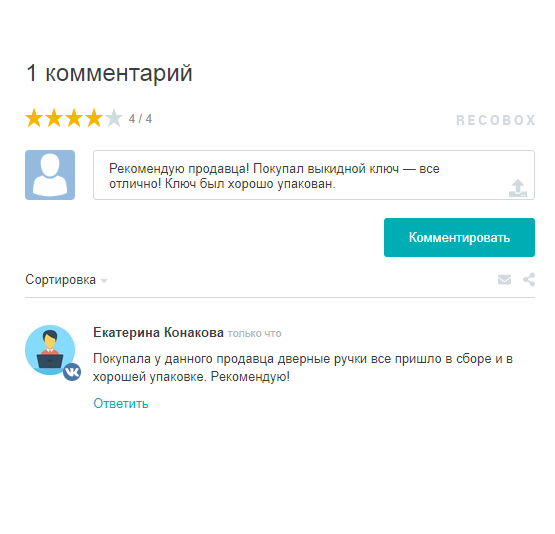 1 комментарий
4 / 4
RECOBOX
Рекомендую продавца! Покупал выкидной ключ — все
отлично! Ключ был хорошо упакован.
Комментировать
Сортировка
Екатерина Конакова только что
Покупала у данного продавца дверные ручки все пришло в сборе и в
хорошей упаковке. Рекомендую!
Ответить